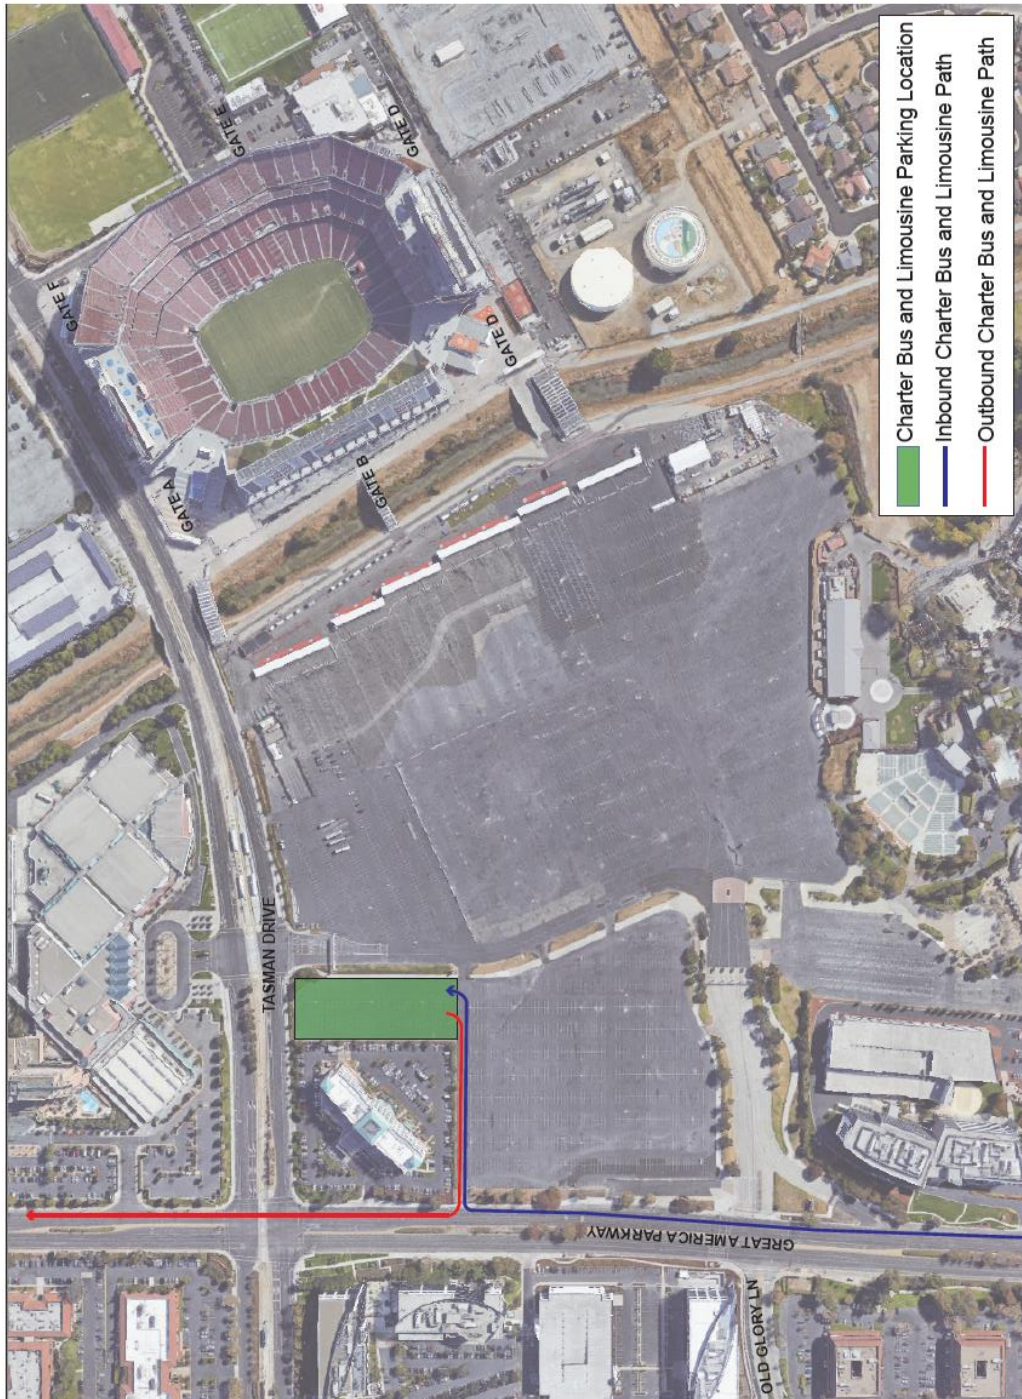 Charter Bus and Limousine Parking Location
Inbound Charter Bus and Limousine Path
Outbound Charter Bus and Limousine Path
GATE F
GATE E
GATE D
GATE A
GATE B
GATE D
TASMAN DRIVE
GREAT AMERICA PARKWAY
OLD GLORY LN